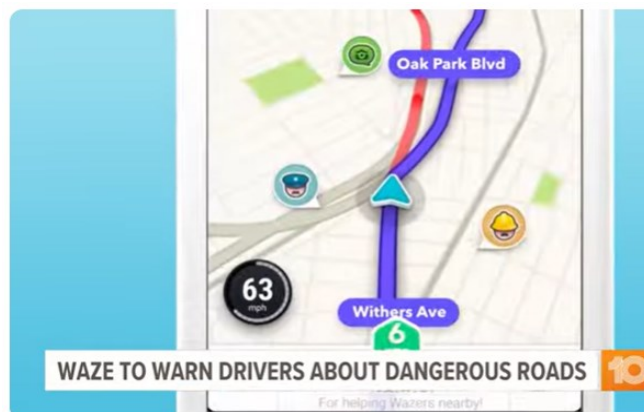 Oak Park Blvd
63
mph
Withers Ave
6
WAZE TO WARN DRIVERS ABOUT DANGEROUS ROADS
10
For helping Wazers nearby!